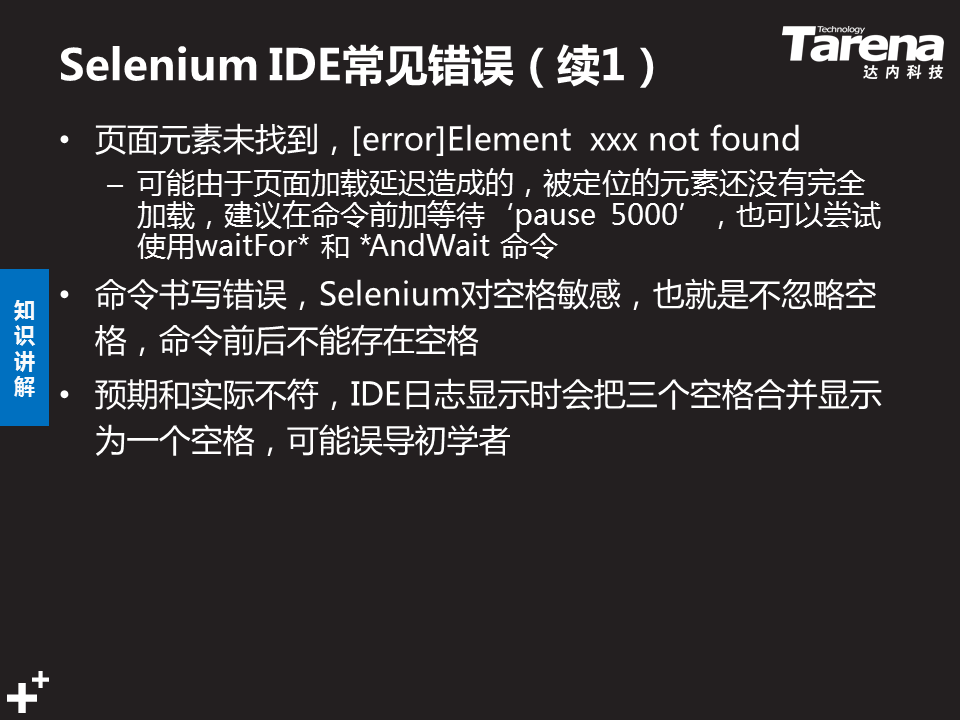 Selenium IDE常见错误（续1）
Technology
Tarena
达内科技
• 页面元素未找到，[error]Element  xxx not found
– 可能由于页面加载延迟造成的，被定位的元素还没有完全
加载，建议在命令前加等待‘pause  5000’，也可以尝试
使用waitFor* 和 *AndWait 命令
• 命令书写错误，Selenium对空格敏感，也就是不忽略空
格，命令前后不能存在空格
• 预期和实际不符，IDE日志显示时会把三个空格合并显示
为一个空格，可能误导初学者
知
识
讲
解